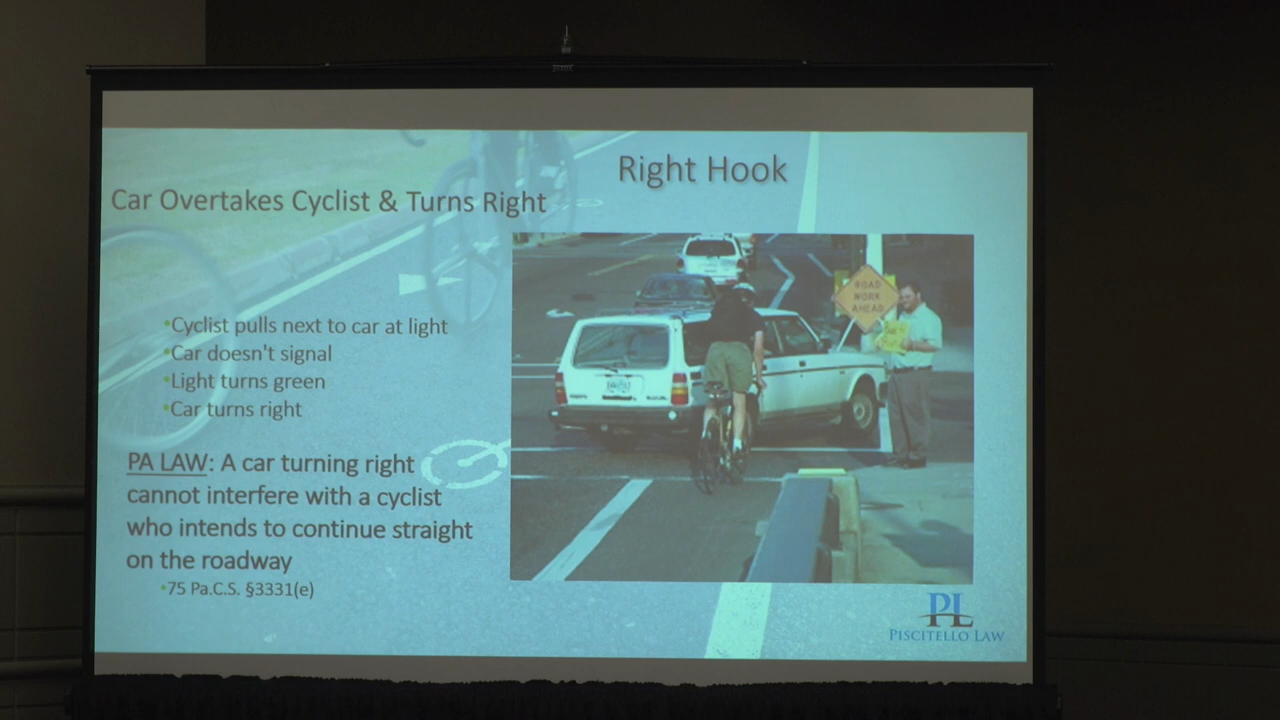 Right Hook
Car Overtakes Cyclist & Turns Right
•Cyclist pulls next to car at light
•Car doesn't signal
•Light turns green
•Car turns right
PA LAW: A car turning right
cannot interfere with a cyclist
who intends to continue straight
on the roadway
•75 Pa.C.S. §3331(e)
ROAD
WORK
AHEAD
PL
PISCITELLO LAW